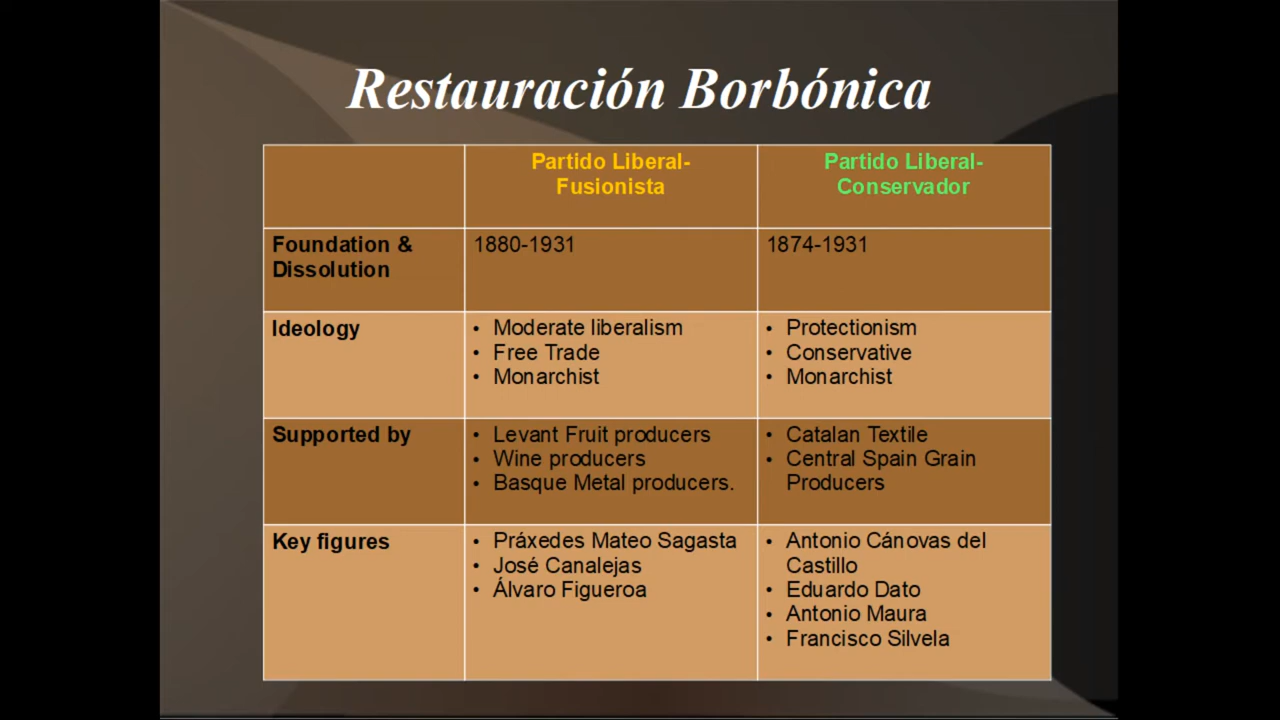 Restauración Borbónica
Partido Liberal-
Fusionista
Partido Liberal-
Conservador
Foundation &
Dissolution
1880-1931
1874-1931
Ideology
• Moderate liberalism
• Free Trade
• Monarchist
• Protectionism
• Conservative
• Monarchist
Supported by
• Levant Fruit producers
• Wine producers
• Basque Metal producers.
• Catalan Textile
• Central Spain Grain
Producers
Key figures
• Práxedes Mateo Sagasta
• José Canalejas
• Álvaro Figueroa
• Antonio Cánovas del
Castillo
• Eduardo Dato
• Antonio Maura
• Francisco Silvela